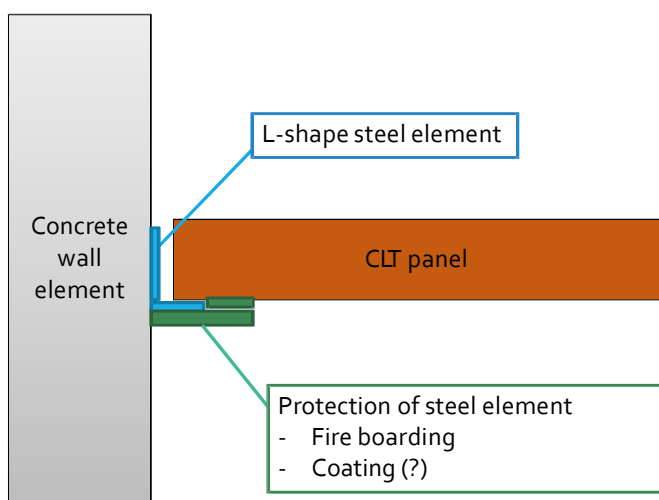 L-shape steel element
Concrete
wall
element
CLT panel
Protection of steel element
- Fire boarding
- Coating (?)